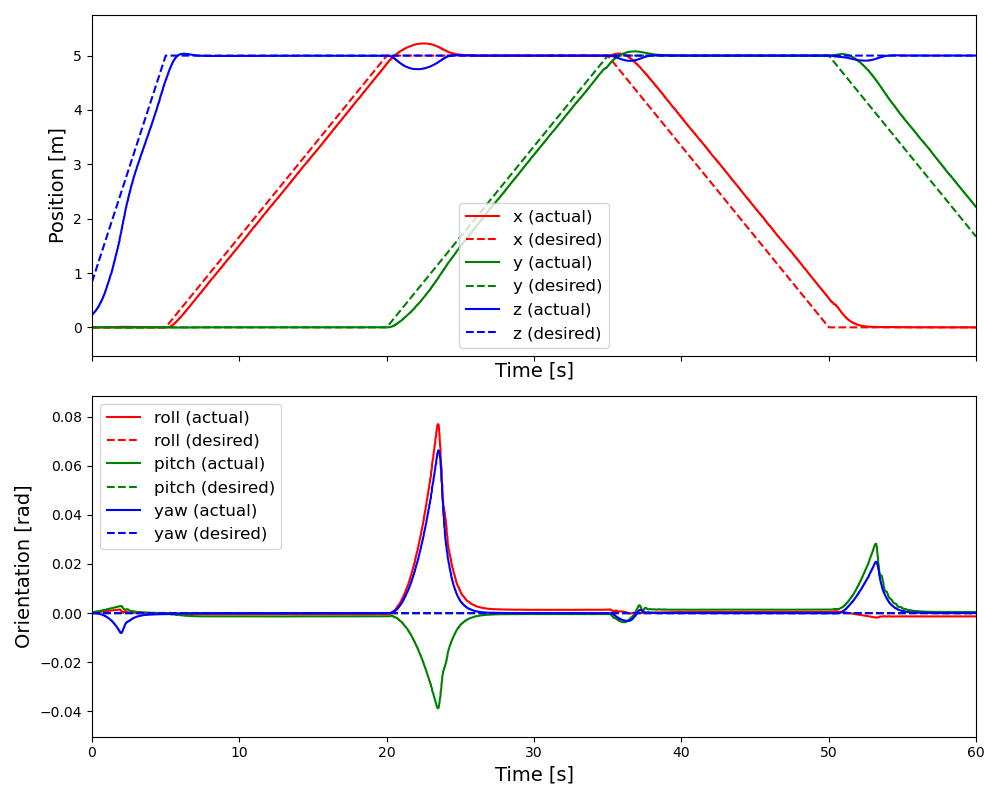 Position [m]
5
4
3
2
1
0
x (actual)
x (desired)
y (actual)
y (desired)
z (actual)
z (desired)
Time [s]
Orientation [rad]
0.08
0.06
0.04
0.02
0.00
−0.02
−0.04
roll (actual)
roll (desired)
pitch (actual)
pitch (desired)
yaw (actual)
yaw (desired)
0 10 20 30 40 50 60
Time [s]